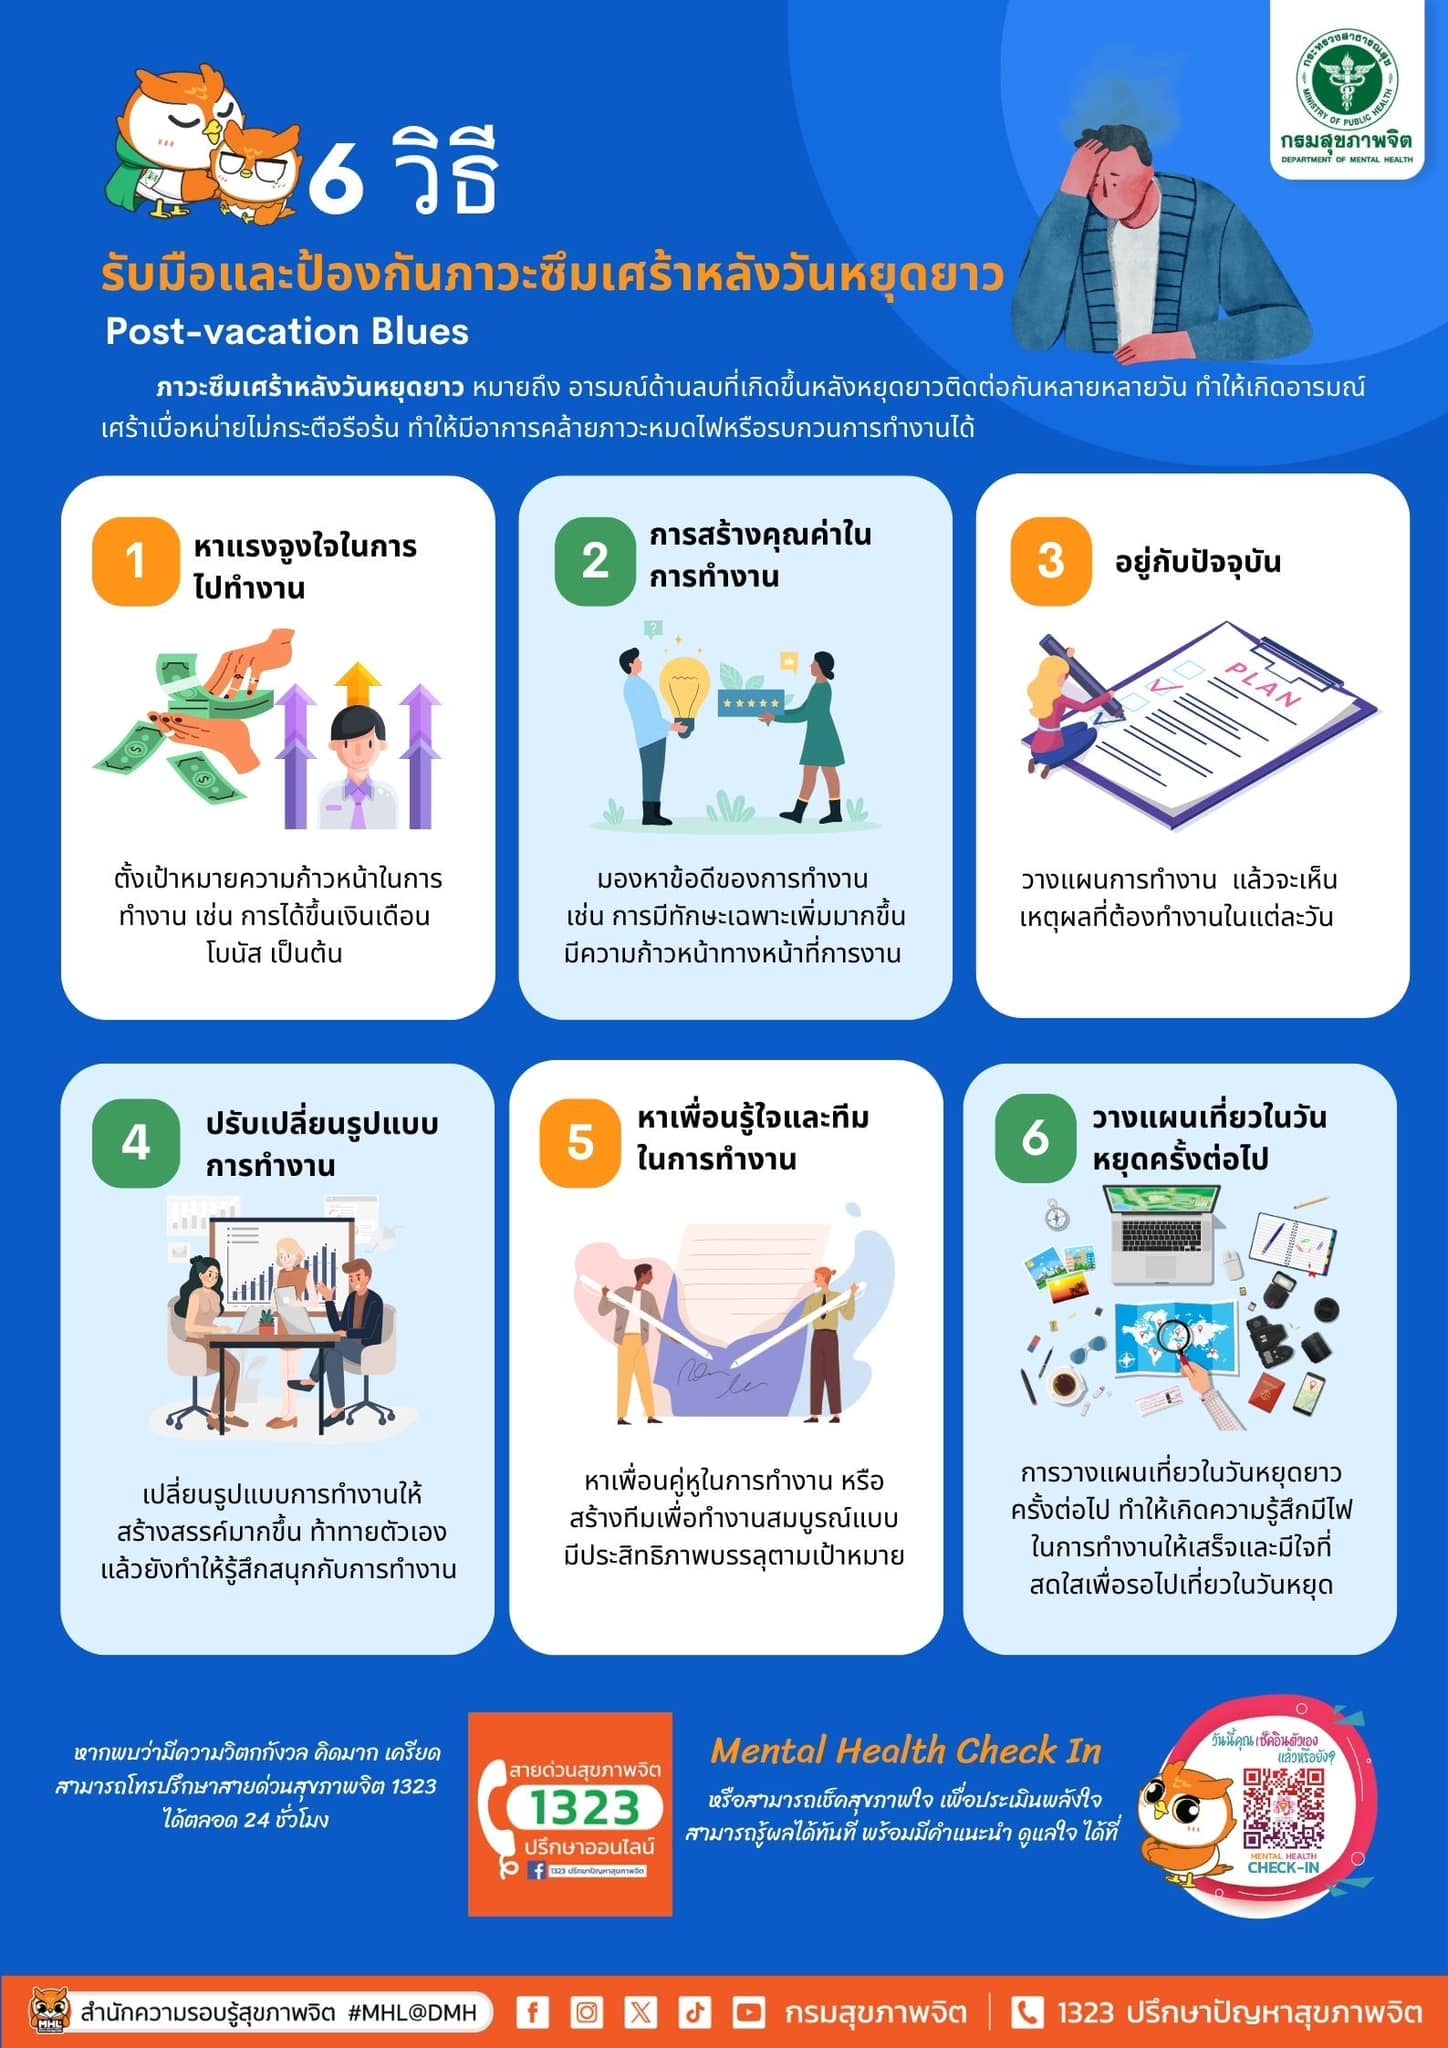 กระทรวงสาธารณสุข
MINISTRY OF PUBLIC HEALTH
กรมสุขภาพจิต
DEPARTMENT OF MENTAL HEALTH
6 วิธี
รับมือและป้องกันภาวะซึมเศร้าหลังวันหยุดยาว
Post-vacation Blues
ภาวะซึมเศร้าหลังวันหยุดยาว หมายถึง อารมณ์ด้านลบที่เกิดขึ้นหลังหยุดยาวติดต่อกันหลายหลายวัน ทำให้เกิดอารมณ์
เศร้าเบื่อหน่ายไม่กระตือรือร้น ทำให้มีอาการคล้ายภาวะหมดไฟหรือรบกวนการทำงานได้
1
หาแรงจูงใจในการ
ไปทำงาน
ตั้งเป้าหมายความก้าวหน้าในการ
ทำงาน เช่น การได้ขึ้นเงินเดือน
โบนัส เป็นต้น
2
การสร้างคุณค่าใน
การทำงาน
มองหาข้อดีของการทำงาน
เช่น การมีทักษะเฉพาะเพิ่มมากขึ้น
มีความก้าวหน้าทางหน้าที่การงาน
3
อยู่กับปัจจุบัน
PLAN
วางแผนการทำงาน แล้วจะเห็น
เหตุผลที่ต้องทำงานในแต่ละวัน
4
ปรับเปลี่ยนรูปแบบ
การทำงาน
เปลี่ยนรูปแบบการทำงานให้
สร้างสรรค์มากขึ้น ท้าทายตัวเอง
แล้วยังทำให้รู้สึกสนุกกับการทำงาน
5
หาเพื่อนรู้ใจและทีม
ในการทำงาน
หาเพื่อนคู่หูในการทำงาน หรือ
สร้างทีมเพื่อทำงานสมบูรณ์แบบ
มีประสิทธิภาพบรรลุตามเป้าหมาย
6
วางแผนเที่ยวในวัน
หยุดครั้งต่อไป
การวางแผนเที่ยวในวันหยุดยาว
ครั้งต่อไป ทำให้เกิดความรู้สึกมีไฟ
ในการทำงานให้เสร็จและมีใจที่
สดใสเพื่อรอไปเที่ยวในวันหยุด
หากพบว่ามีความวิตกกังวล คิดมาก เครียด
สามารถโทรปรึกษาสายด่วนสุขภาพจิต 1323
ได้ตลอด 24 ชั่วโมง
สายด่วนสุขภาพจิต
1323
ปรึกษาออนไลน์
1323 ปรึกษาปัญหาสุขภาพจิต
Mental Health Check In
หรือสามารถเช็คสุขภาพใจ เพื่อประเมินพลังใจ
สามารถรู้ผลได้ทันที พร้อมมีคำแนะนำ ดูแลใจ ได้ที่
วันนี้คุณ เช็คอินตัวเอง
แล้วหรือยัง?
MENTAL HEALTH
CHECK-IN
MHL
สำนักความรอบรู้สุขภาพจิต #MHL@DMH
กรมสุขภาพจิต
1323 ปรึกษาปัญหาสุขภาพจิต